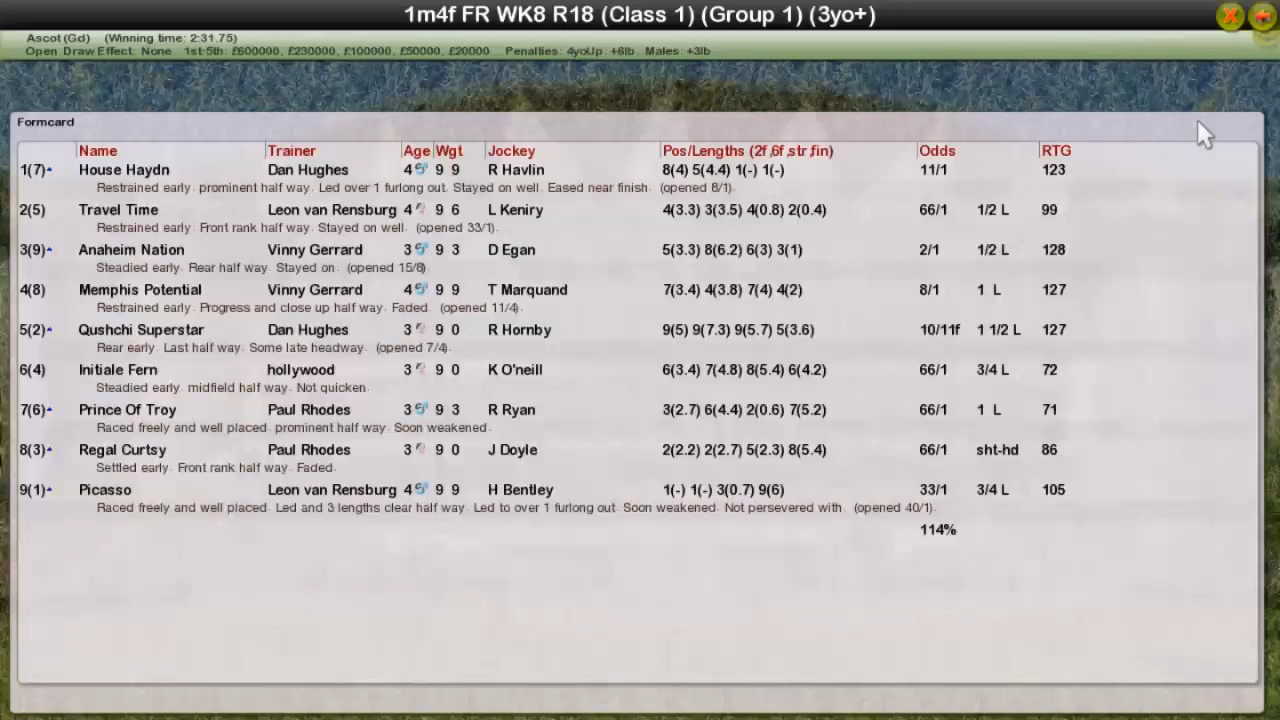 1m4f FR WK8 R18 (Class 1) (Group 1) (3yo+)
Ascot (Gd) (Winning time: 2:31.75)
Open Draw Effect: None 1st-5th: £600000, £230000, £100000, £50000, £20000 Penalties: 4yoUp: +6lb Males: +3lb
Formcard
Name Trainer Age Wgt Jockey Pos/Lengths (2f,6f,str,fin) Odds RTG
1(7) House Haydn Dan Hughes 4 9 9 R Havlin 8(4) 5(4.4) 1(-) 1(-) 11/1 123
Restrained early. prominent half way. Led over 1 furlong out. Stayed on well. Eased near finish. (opened 8/1).
2(5) Travel Time Leon van Rensburg 4 9 6 L Keniry 4(3.3) 3(3.5) 4(0.8) 2(0.4) 66/1 1/2 L 99
Restrained early. Front rank half way. Stayed on well. (opened 33/1).
3(9) Anaheim Nation Vinny Gerrard 3 9 3 D Egan 5(3.3) 8(6.2) 6(3) 3(1) 2/1 1/2 L 128
Steadied early. Rear half way. Stayed on. (opened 15/8).
4(8) Memphis Potential Vinny Gerrard 4 9 9 T Marquand 7(3.4) 4(3.8) 7(4) 4(2) 8/1 1 L 127
Restrained early. Progress and close up half way. Faded. (opened 11/4).
5(2) Qushchi Superstar Dan Hughes 3 9 0 R Hornby 9(5) 9(7.3) 9(5.7) 5(3.6) 10/11f 1 1/2 L 127
Rear early. Last half way. Some late headway. (opened 7/4).
6(4) Initiale Fern hollywood 3 9 0 K O'neill 6(3.4) 7(4.8) 8(5.4) 6(4.2) 66/1 3/4 L 72
Steadied early. midfield half way. Not quicken.
7(6) Prince Of Troy Paul Rhodes 3 9 3 R Ryan 3(2.7) 6(4.4) 2(0.6) 7(5.2) 66/1 1 L 71
Raced freely and well placed. prominent half way. Soon weakened.
8(3) Regal Curtsy Paul Rhodes 3 9 0 J Doyle 2(2.2) 2(2.7) 5(2.3) 8(5.4) 66/1 sht-hd 86
Settled early. Front rank half way. Faded.
9(1) Picasso Leon van Rensburg 4 9 9 H Bentley 1(-) 1(-) 3(0.7) 9(6) 33/1 3/4 L 105
Raced freely and well placed. Led and 3 lengths clear half way. Led to over 1 furlong out. Soon weakened. Not persevered with. (opened 40/1).
114%